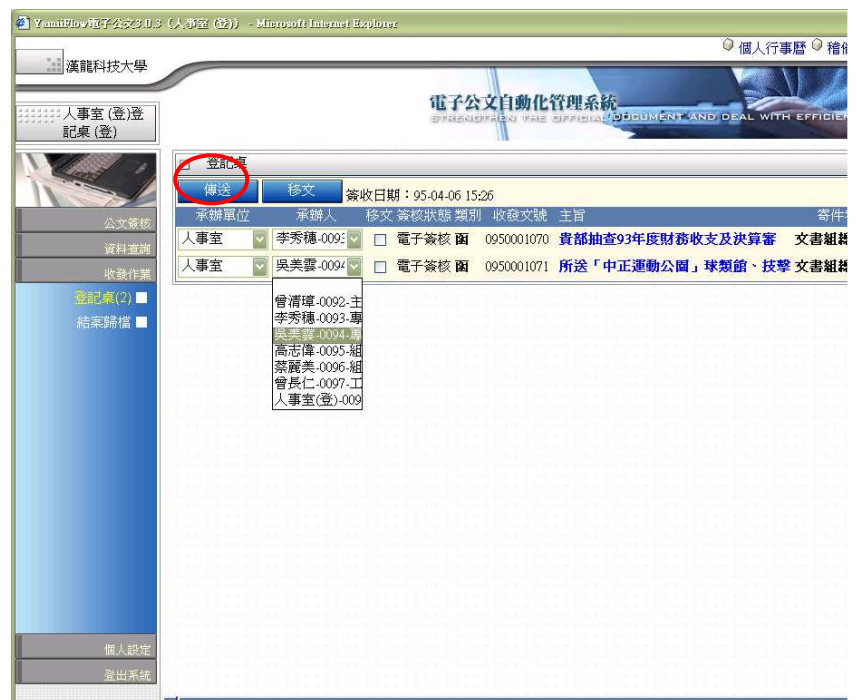 YumiiFlow電子公文3.0.3 (人事室 (登)) - Microsoft Internet Explorer
個人行事曆 稽催
漢龍科技大學
電子公文自動化管理系統
STRENGTHEN THE OFFICIAL DOCUMENT AND DEAL WITH EFFICIEN
人事室 (登)登
記桌 (登)
登記桌
傳送 移文 簽收日期：95-04-06 15:26
承辦單位 承辦人 移文 簽核狀態 類別 收發文號 主旨 寄件
人事室 李秀穗-0093 電子簽核 函 0950001070 貴部抽查93年度財務收支及決算審 文書組
人事室 吳美雲-0094 電子簽核 函 0950001071 所送「中正運動公園」球類館、技擊 文書組
曾清璋-0092-主
李秀穗-0093-專
吳美雲-0094-專
高志偉-0095-組
蔡麗美-0096-組
曾長仁-0097-工
人事室(登)-009
公文簽核
資料查詢
收發作業
登記桌(2)
結案歸檔
個人設定
登出系統